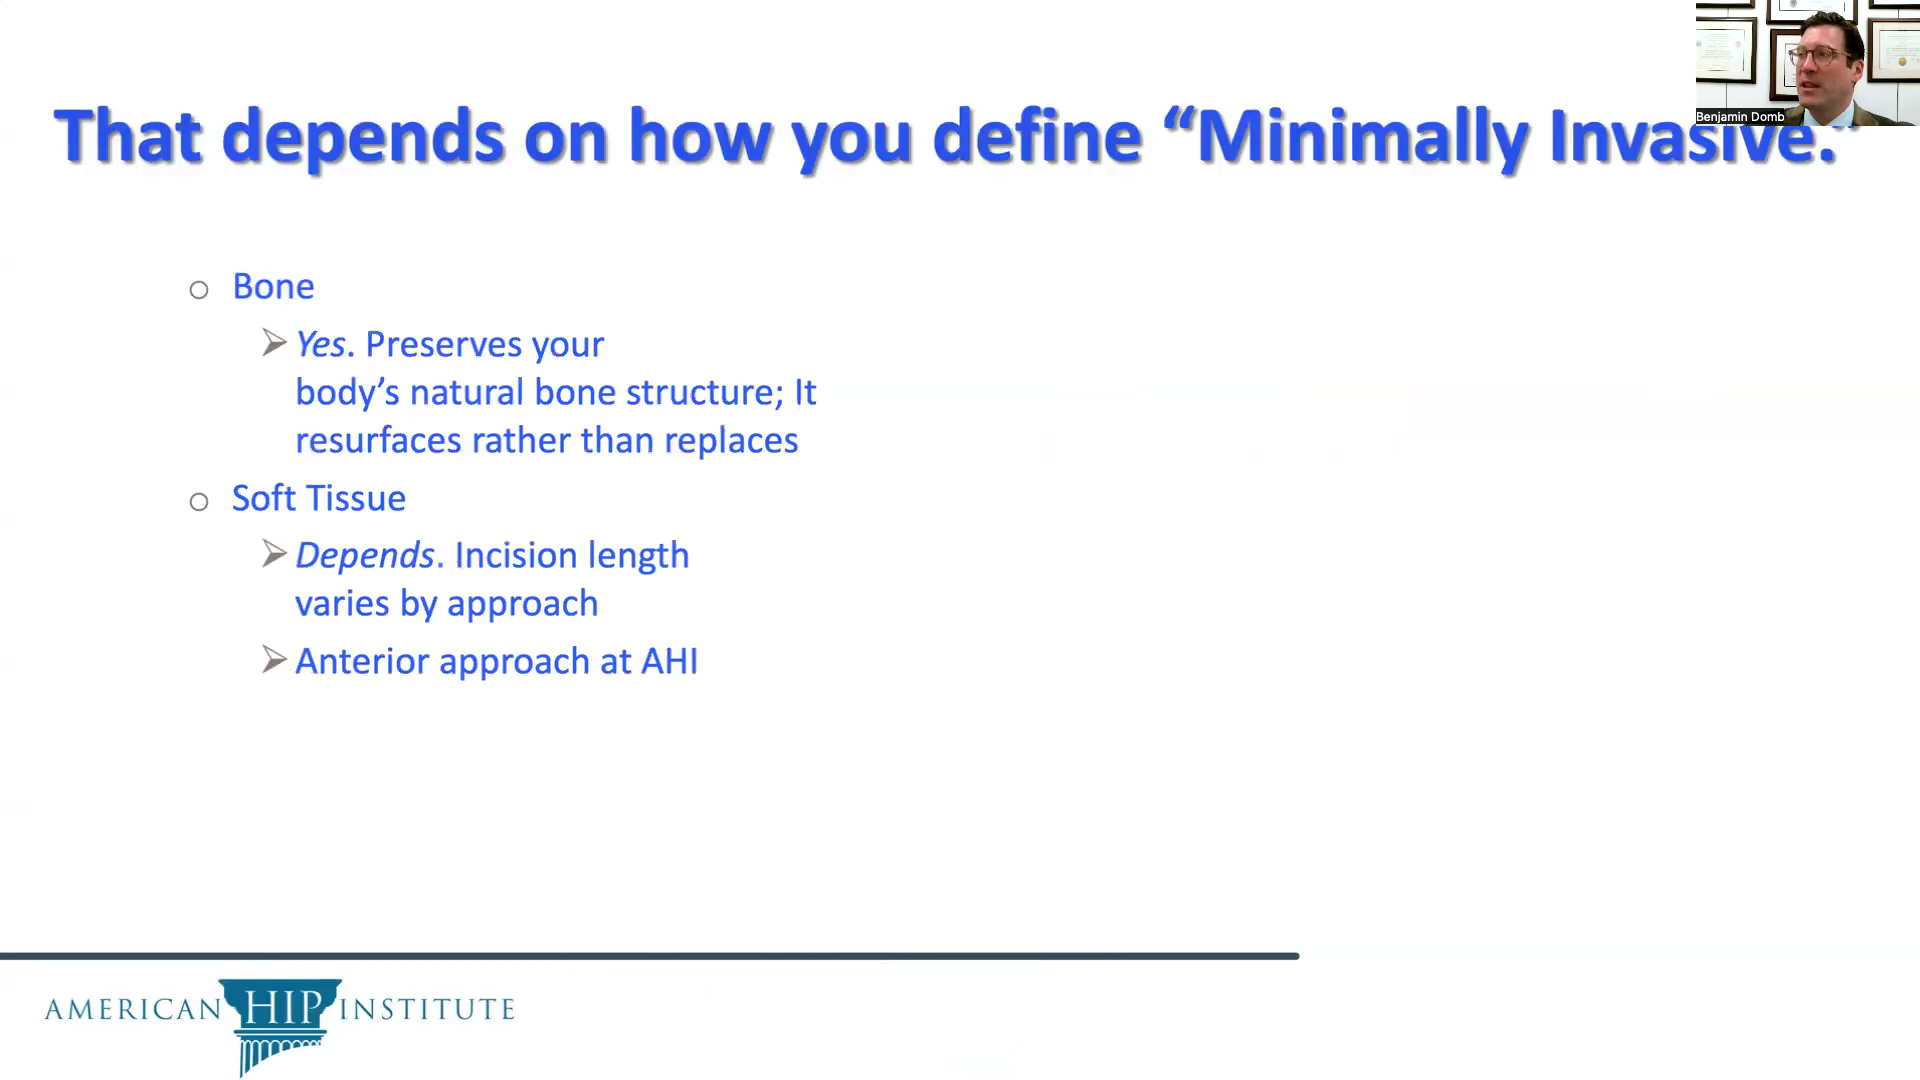 That depends on how you define “Minimally Invasive.”
Benjamin Domb
Bone
Yes. Preserves your
body’s natural bone structure; It
resurfaces rather than replaces
Soft Tissue
Depends. Incision length
varies by approach
Anterior approach at AHI
AMERICAN HIP INSTITUTE